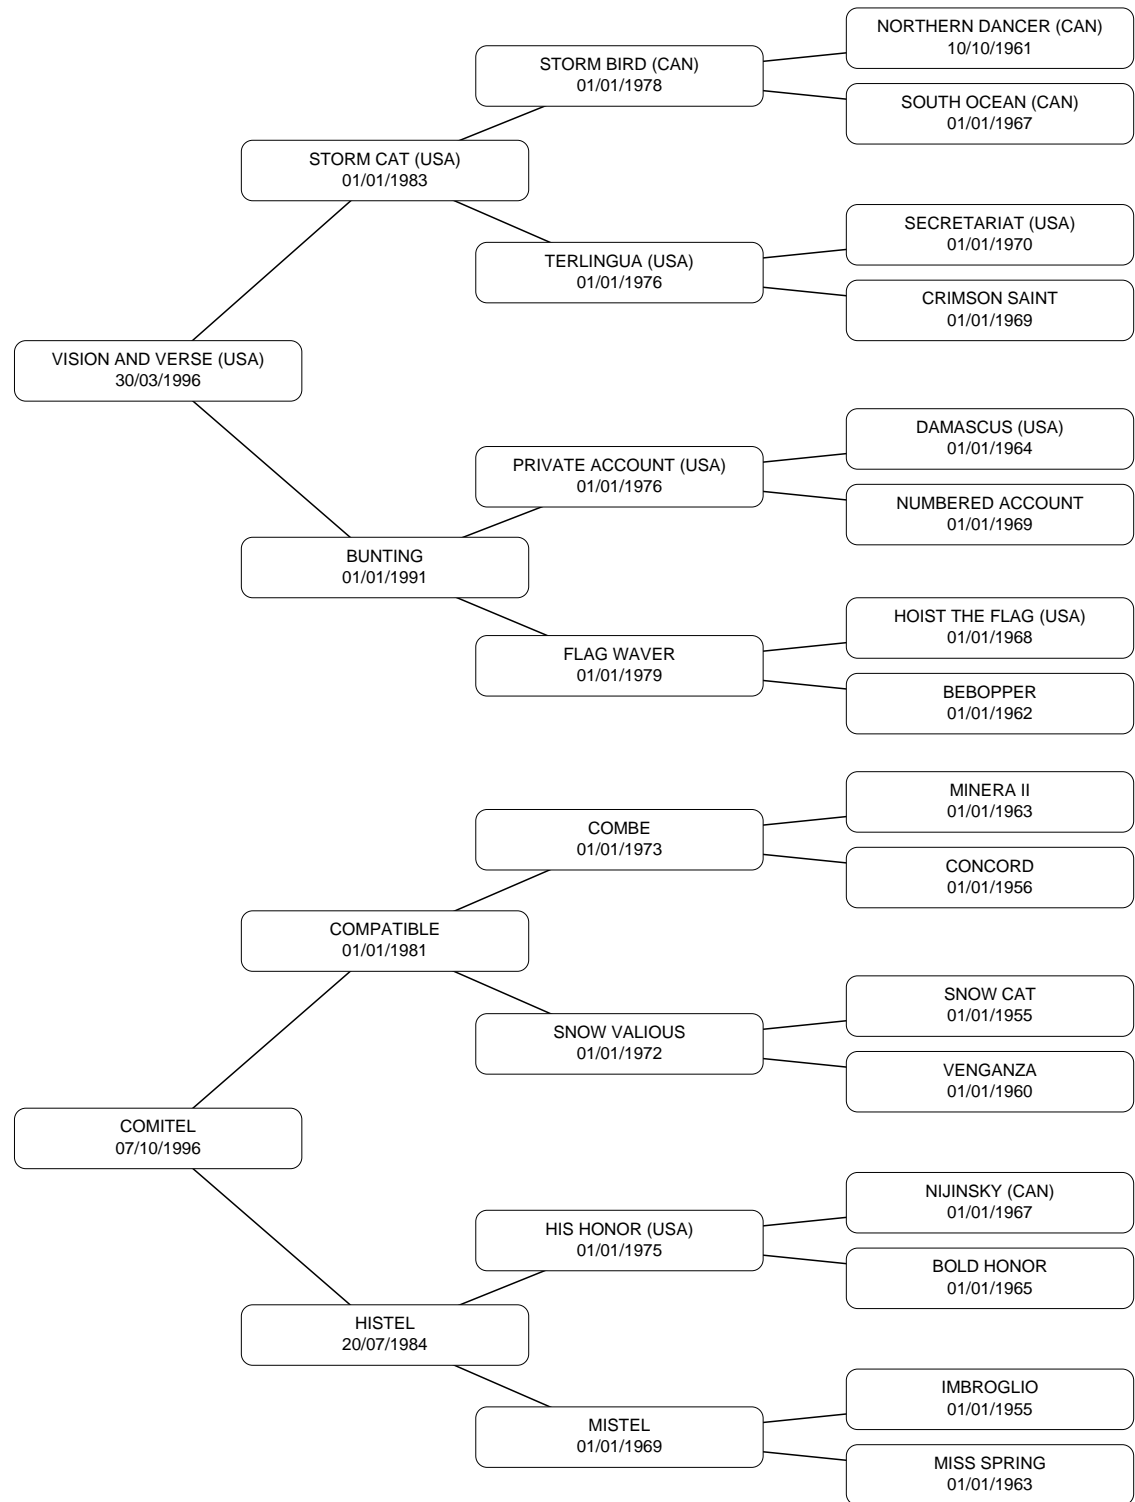 NORTHERN DANCER (CAN)
10/10/1961
STORM BIRD (CAN)
01/01/1978
SOUTH OCEAN (CAN)
01/01/1967
STORM CAT (USA)
01/01/1983
SECRETARIAT (USA)
01/01/1970
TERLINGUA (USA)
01/01/1976
CRIMSON SAINT
01/01/1969
VISION AND VERSE (USA)
30/03/1996
DAMASCUS (USA)
01/01/1964
PRIVATE ACCOUNT (USA)
01/01/1976
NUMBERED ACCOUNT
01/01/1969
BUNTING
01/01/1991
HOIST THE FLAG (USA)
01/01/1968
FLAG WAVER
01/01/1979
BEBOPPER
01/01/1962
MINERA II
01/01/1963
COMBE
01/01/1973
CONCORD
01/01/1956
COMPATIBLE
01/01/1981
SNOW CAT
01/01/1955
SNOW VALIOUS
01/01/1972
VENGANZA
01/01/1960
COMITEL
07/10/1996
NIJINSKY (CAN)
01/01/1967
HIS HONOR (USA)
01/01/1975
BOLD HONOR
01/01/1965
HISTEL
20/07/1984
IMBROGLIO
01/01/1955
MISTEL
01/01/1969
MISS SPRING
01/01/1963